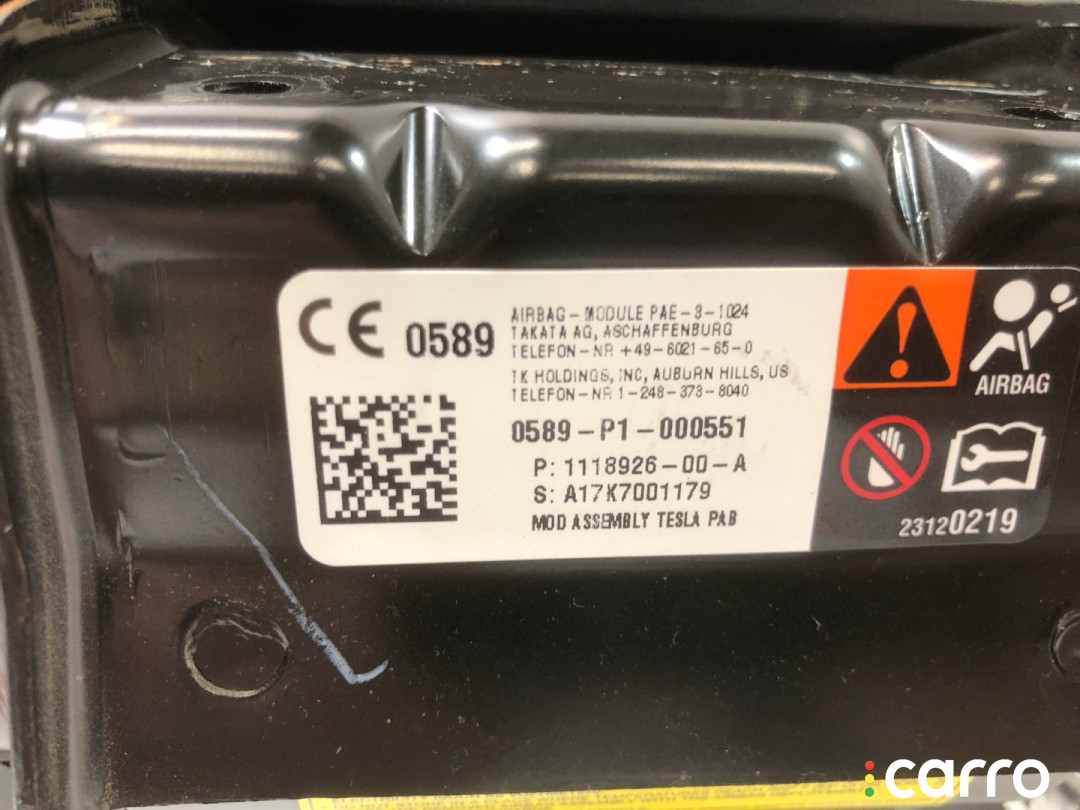 CE 0589
AIRBAG-MODULE PAE-3-1024
TAKATA AG, ASCHAFFENBURG
TELEFON-NR +49-6021-65-0
TK HOLDINGS, INC, AUBURN HILLS, US
TELEFON-NR 1-248-373-8040
0589-P1-000551
P: 1118926-00-A
S: A17K7001179
MOD ASSEMBLY TESLA PAB
AIRBAG
23120219
carro